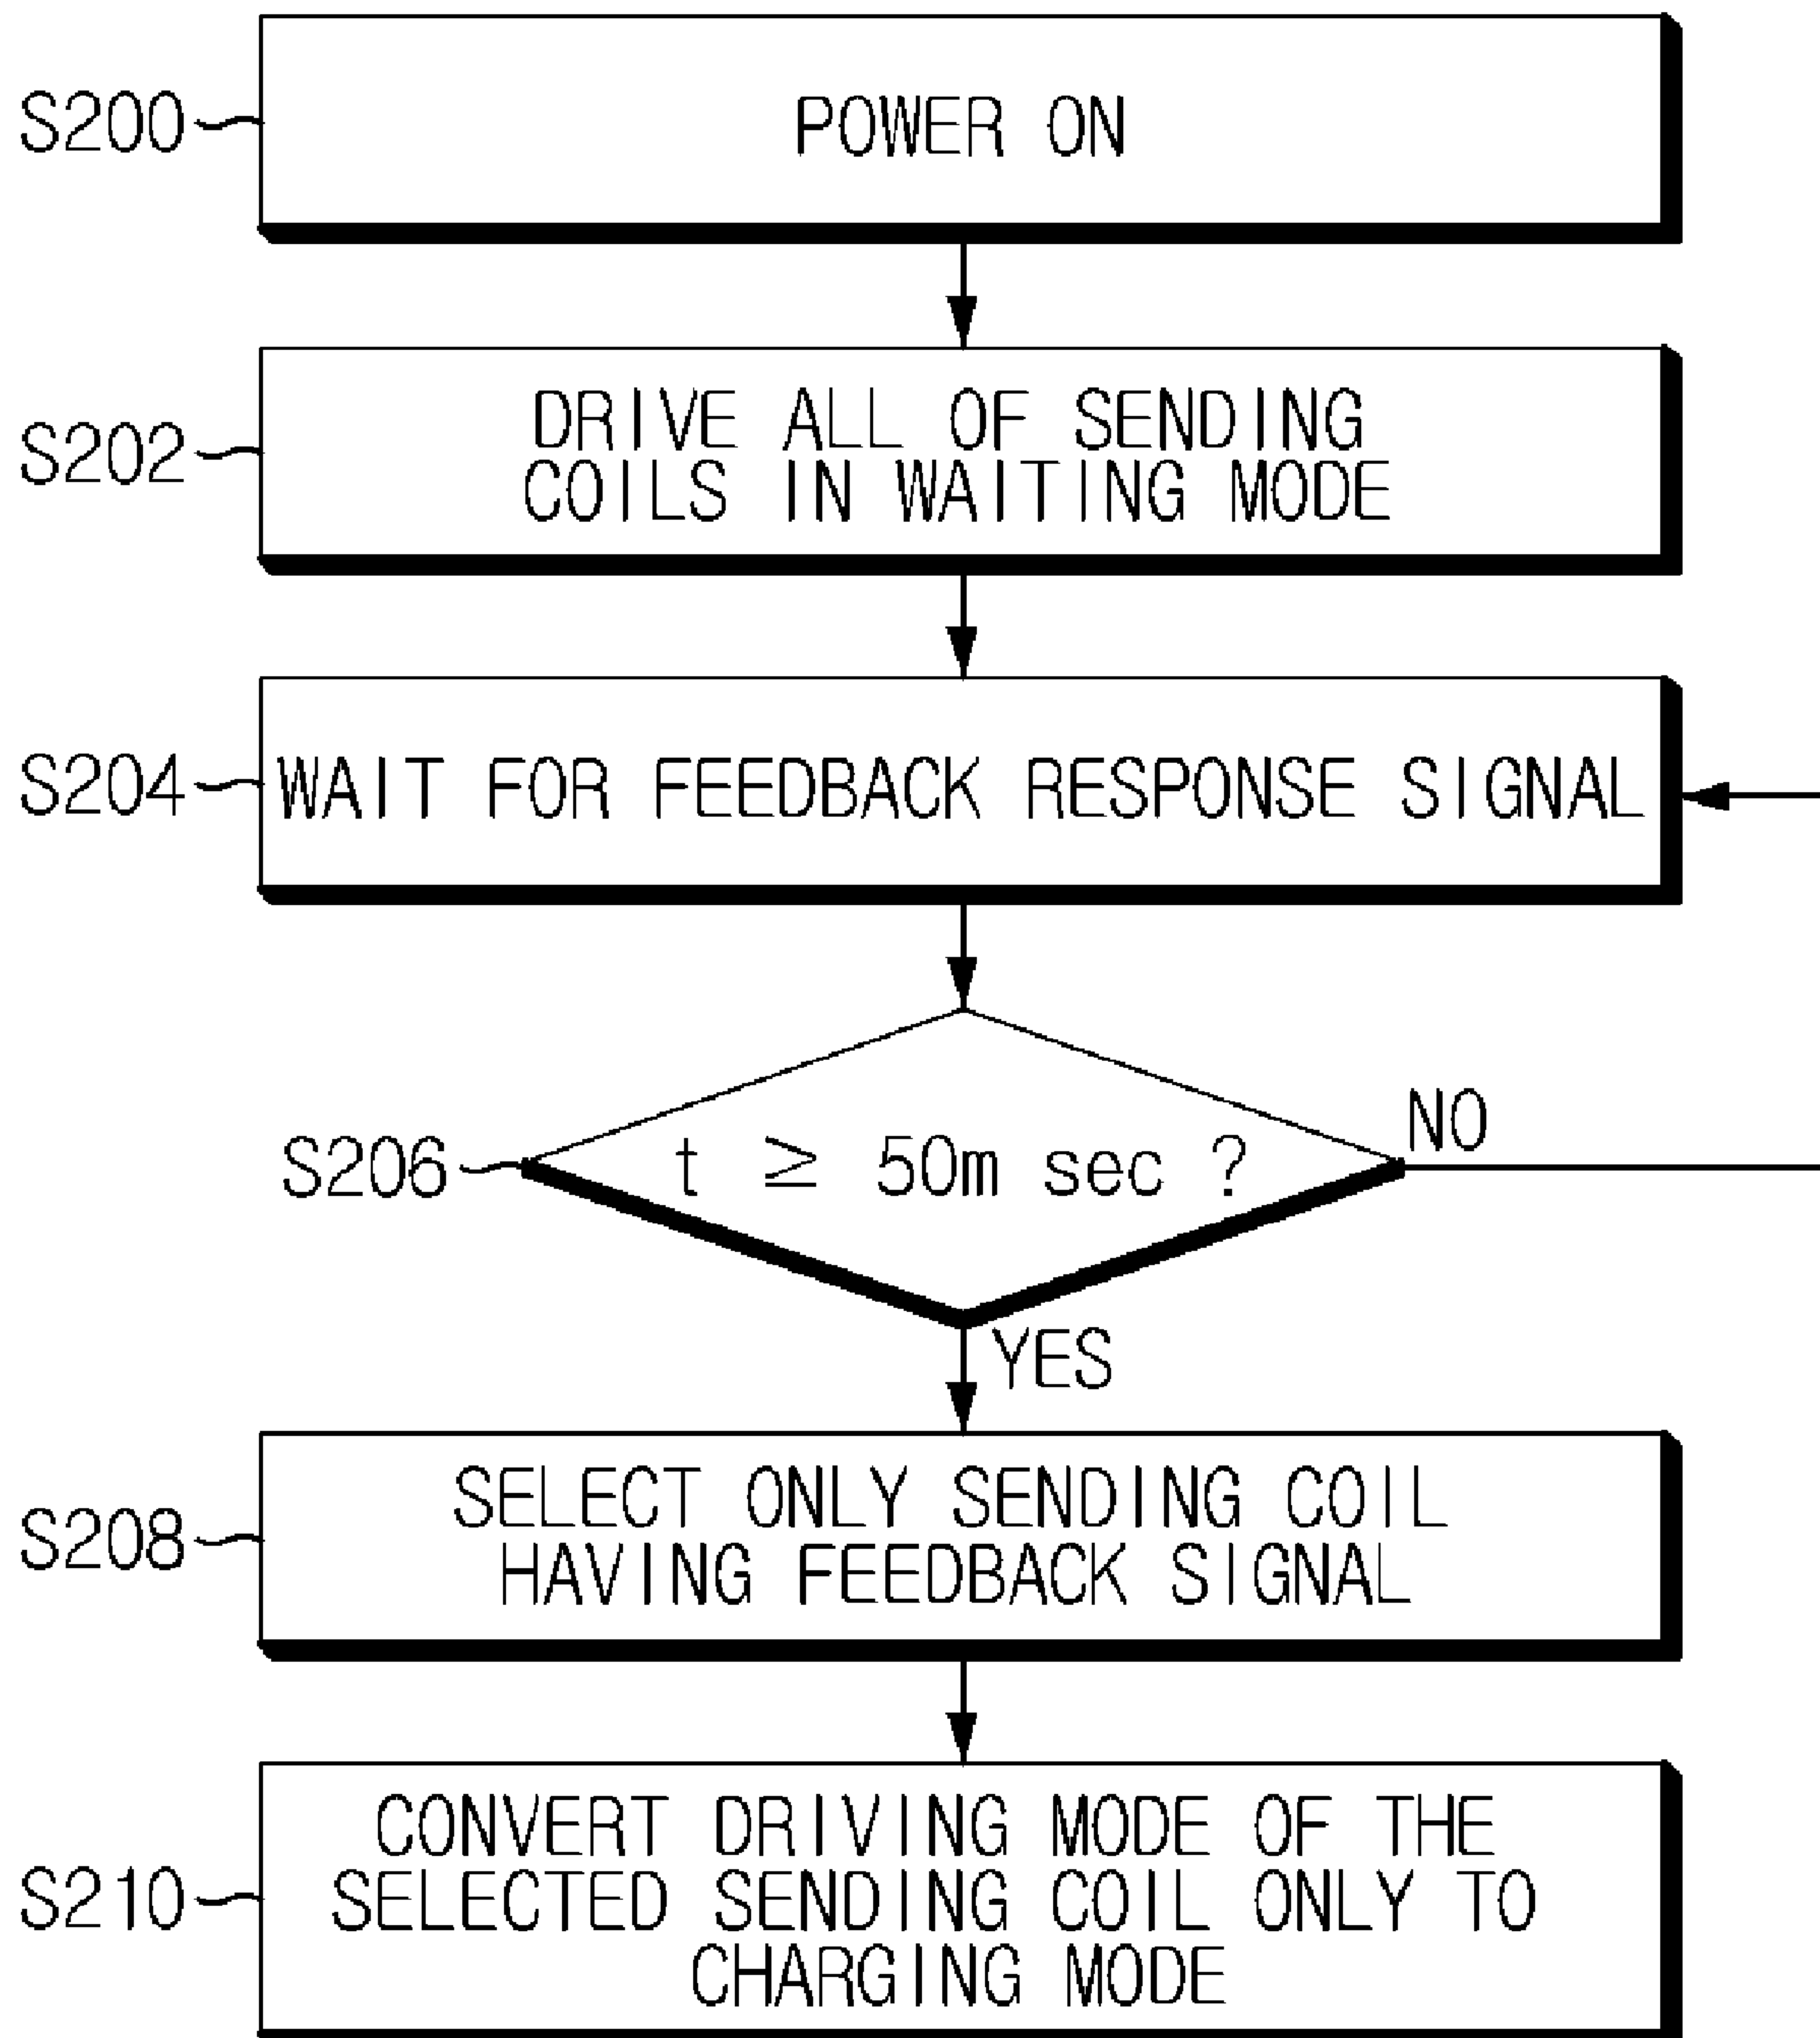 S200
POWER ON
S202
DRIVE ALL OF SENDING
COILS IN WAITING MODE
S204
WAIT FOR FEEDBACK RESPONSE SIGNAL
S206
t ≥ 50m sec ?
NO
YES
S208
SELECT ONLY SENDING COIL
HAVING FEEDBACK SIGNAL
S210
CONVERT DRIVING MODE OF THE
SELECTED SENDING COIL ONLY TO
CHARGING MODE